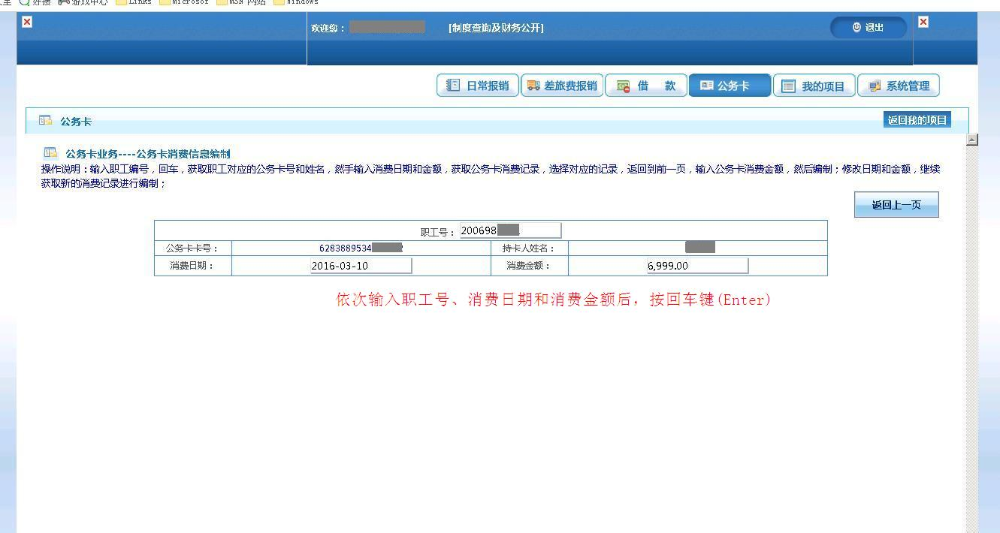 好搜 游戏中心 Links Microsof MSN 网站 Windows
欢迎您： [制度查询及财务公开] 退出
日常报销 差旅费报销 借 款 公务卡 我的项目 系统管理
公务卡 返回我的项目
公务卡业务----公务卡消费信息编制
操作说明：输入职工编号，回车，获取职工对应的公务卡号和姓名，然手输入消费日期和金额，获取公务卡消费记录，选择对应的记录，返回到前一页，输入公务卡消费金额，然后编制；修改日期和金额，继续
获取新的消费记录进行编制；
返回上一页
职工号： 200698
公务卡卡号： 6283889534 持卡人姓名：
消费日期： 2016-03-10 消费金额： 6,999.00
依次输入职工号、消费日期和消费金额后，按回车键(Enter)